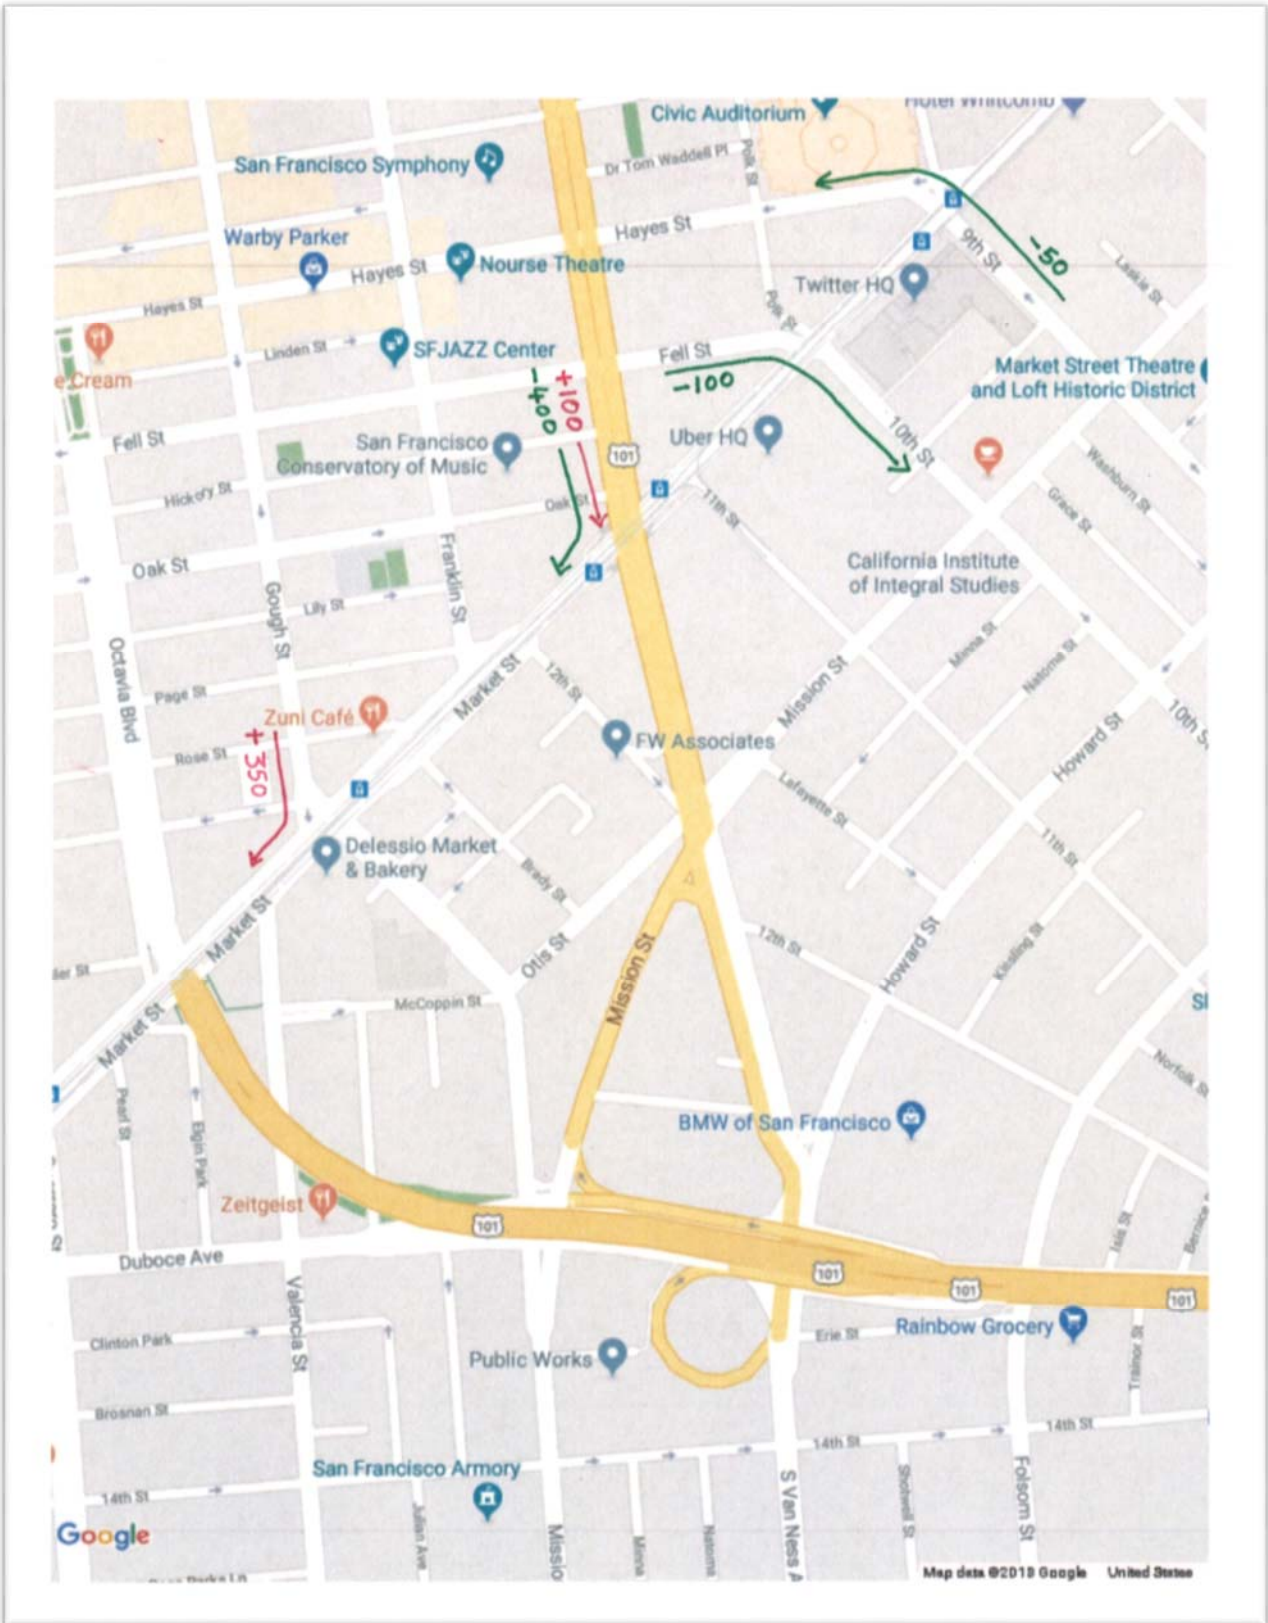 Civic Auditorium
Hotel Whitcomb
San Francisco Symphony
Dr Tom Waddell Pl
Polk St
Hayes St
Warby Parker
Hayes St
Nourse Theatre
9th St
-50
Laskie St
Twitter HQ
Hayes St
Polk St
Linden St
SFJAZZ Center
Fell St
-100
Market Street Theatre
and Loft Historic District
e Cream
-400
+100
Fell St
San Francisco
Conservatory of Music
101
Uber HQ
10th St
Washburn St
Hickory St
Oak St
11th St
Grace St
Oak St
Franklin St
California Institute
of Integral Studies
Gough St
Lily St
Octavia Blvd
Page St
Market St
12th St
Mission St
Minna St
Natoma St
Zuni Café
10th S
Rose St
+350
FW Associates
Howard St
Lafayette St
Delessio Market
& Bakery
Brady St
11th St
Market St
Otis St
Mission St
12th St
Howard St
Kissling St
McCoppin St
Market St
Norfolk S
Pearl St
Elgin Park
BMW of San Francisco
Zeitgeist
101
Isis St
Bernice
Duboce Ave
101
101
101
Valencia St
Clinton Park
Erie St
Rainbow Grocery
Public Works
Trainor St
Brosnan St
14th St
14th St
San Francisco Armory
14th St
Julian Ave
Missio
Minna
Natoma
S Van Ness A
Shotwell St
Folsom St
Google
Map data ©2019 Google
United States